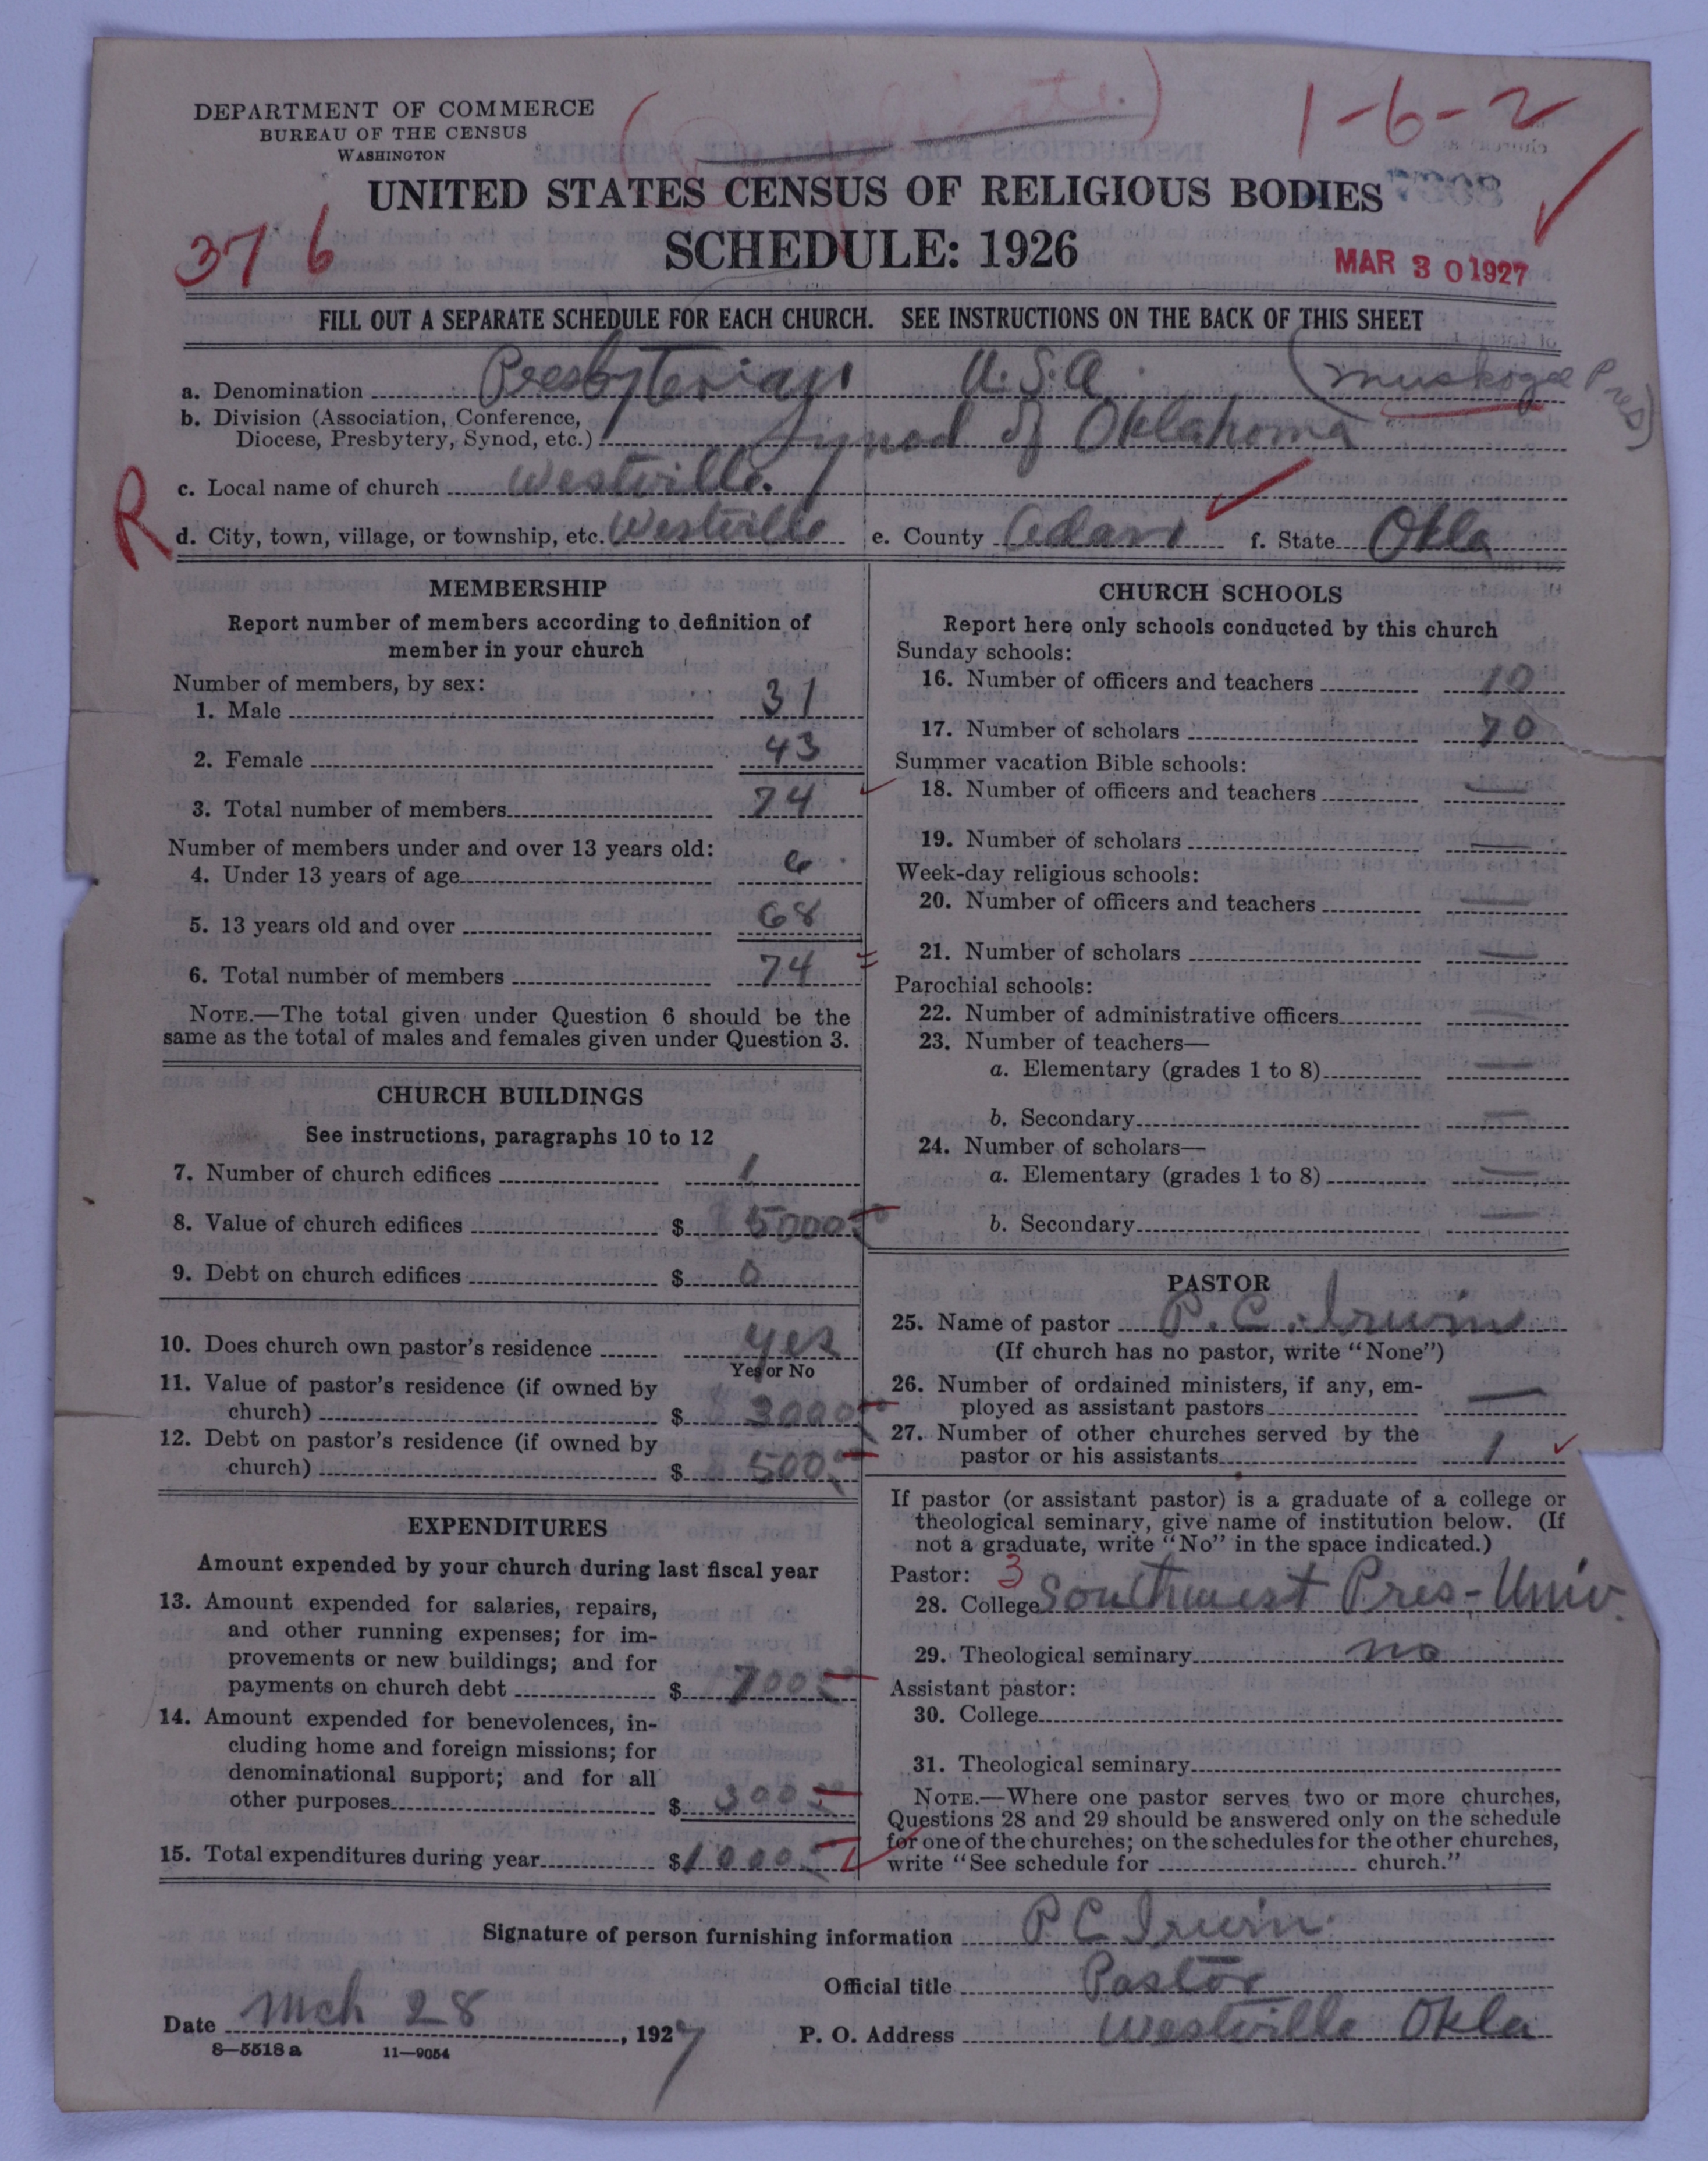 DEPARTMENT OF COMMERCE
BUREAU OF THE CENSUS
WASHINGTON
1-6-2
UNITED STATES CENSUS OF RELIGIOUS BODIES
SCHEDULE: 1926
376
MAR 30 1927
FILL OUT A SEPARATE SCHEDULE FOR EACH CHURCH. SEE INSTRUCTIONS ON THE BACK OF THIS SHEET
a. Denomination Presbyterian U.S.A. (Muskogee Pres)
b. Division (Association, Conference,
Diocese, Presbytery, Synod, etc.) Synod of Oklahoma
c. Local name of church Westville.
R
d. City, town, village, or township, etc. Westville e. County Adair f. State Okla
MEMBERSHIP
Report number of members according to definition of
member in your church
Number of members, by sex:
1. Male 31
2. Female 43
3. Total number of members 74
Number of members under and over 13 years old:
4. Under 13 years of age 6
5. 13 years old and over 68
6. Total number of members 74
NOTE.—The total given under Question 6 should be the
same as the total of males and females given under Question 3.
CHURCH BUILDINGS
See instructions, paragraphs 10 to 12
7. Number of church edifices 1
8. Value of church edifices $ 5000
9. Debt on church edifices $ 0
10. Does church own pastor's residence yes
Yes or No
11. Value of pastor's residence (if owned by
church) $ 3000
12. Debt on pastor's residence (if owned by
church) $ 500
EXPENDITURES
Amount expended by your church during last fiscal year
13. Amount expended for salaries, repairs,
and other running expenses; for im-
provements or new buildings; and for
payments on church debt $ 700
14. Amount expended for benevolences, in-
cluding home and foreign missions; for
denominational support; and for all
other purposes $ 300
15. Total expenditures during year $ 1000
CHURCH SCHOOLS
Report here only schools conducted by this church
Sunday schools:
16. Number of officers and teachers 10
17. Number of scholars 70
Summer vacation Bible schools:
18. Number of officers and teachers —
19. Number of scholars —
Week-day religious schools:
20. Number of officers and teachers —
21. Number of scholars —
Parochial schools:
22. Number of administrative officers —
23. Number of teachers—
a. Elementary (grades 1 to 8) —
b. Secondary —
24. Number of scholars—
a. Elementary (grades 1 to 8) —
b. Secondary —
PASTOR
25. Name of pastor P. C. Irwin
(If church has no pastor, write "None")
26. Number of ordained ministers, if any, em-
ployed as assistant pastors —
27. Number of other churches served by the
pastor or his assistants 1
If pastor (or assistant pastor) is a graduate of a college or
theological seminary, give name of institution below. (If
not a graduate, write "No" in the space indicated.)
Pastor: 3
28. College Southwest Pres-Univ.
29. Theological seminary no
Assistant pastor:
30. College
31. Theological seminary
NOTE.—Where one pastor serves two or more churches,
Questions 28 and 29 should be answered only on the schedule
for one of the churches; on the schedules for the other churches,
write "See schedule for church."
Signature of person furnishing information P C Irwin
Official title Pastor
Date Mch 28, 1927 P. O. Address Westville Okla
8—5518 a 11—9054